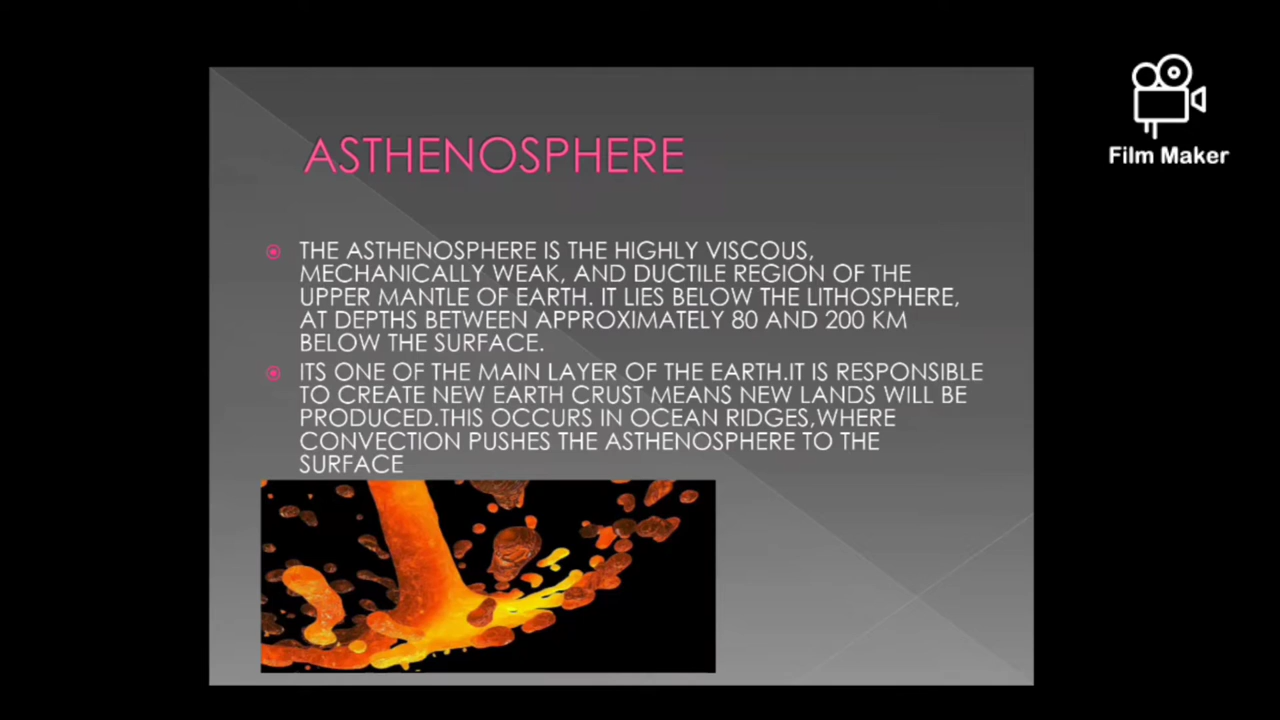 ASTHENOSPHERE
Film Maker
THE ASTHENOSPHERE IS THE HIGHLY VISCOUS,
MECHANICALLY WEAK, AND DUCTILE REGION OF THE
UPPER MANTLE OF EARTH. IT LIES BELOW THE LITHOSPHERE,
AT DEPTHS BETWEEN APPROXIMATELY 80 AND 200 KM
BELOW THE SURFACE.
ITS ONE OF THE MAIN LAYER OF THE EARTH.IT IS RESPONSIBLE
TO CREATE NEW EARTH CRUST MEANS NEW LANDS WILL BE
PRODUCED.THIS OCCURS IN OCEAN RIDGES,WHERE
CONVECTION PUSHES THE ASTHENOSPHERE TO THE
SURFACE